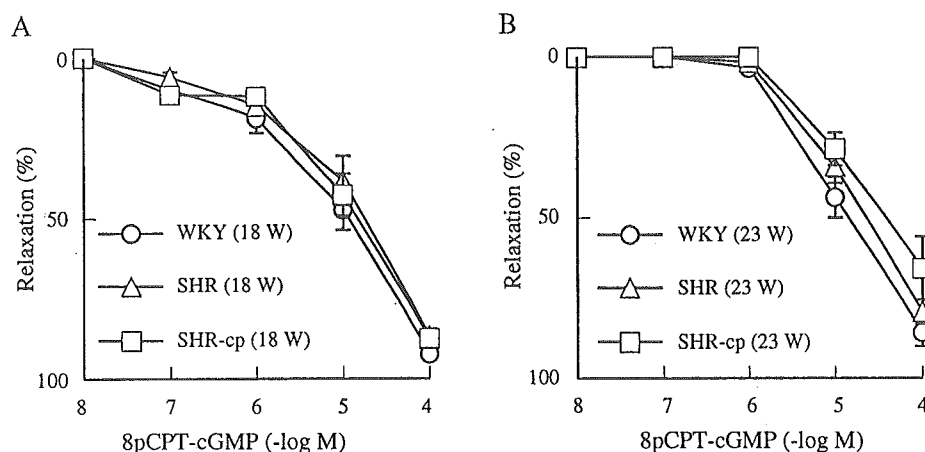 A
0
50
100
Relaxation (%)
WKY (18 W)
SHR (18 W)
SHR-cp (18 W)
8 7 6 5 4
8pCPT-cGMP (-log M)
B
0
50
100
Relaxation (%)
WKY (23 W)
SHR (23 W)
SHR-cp (23 W)
8 7 6 5 4
8pCPT-cGMP (-log M)